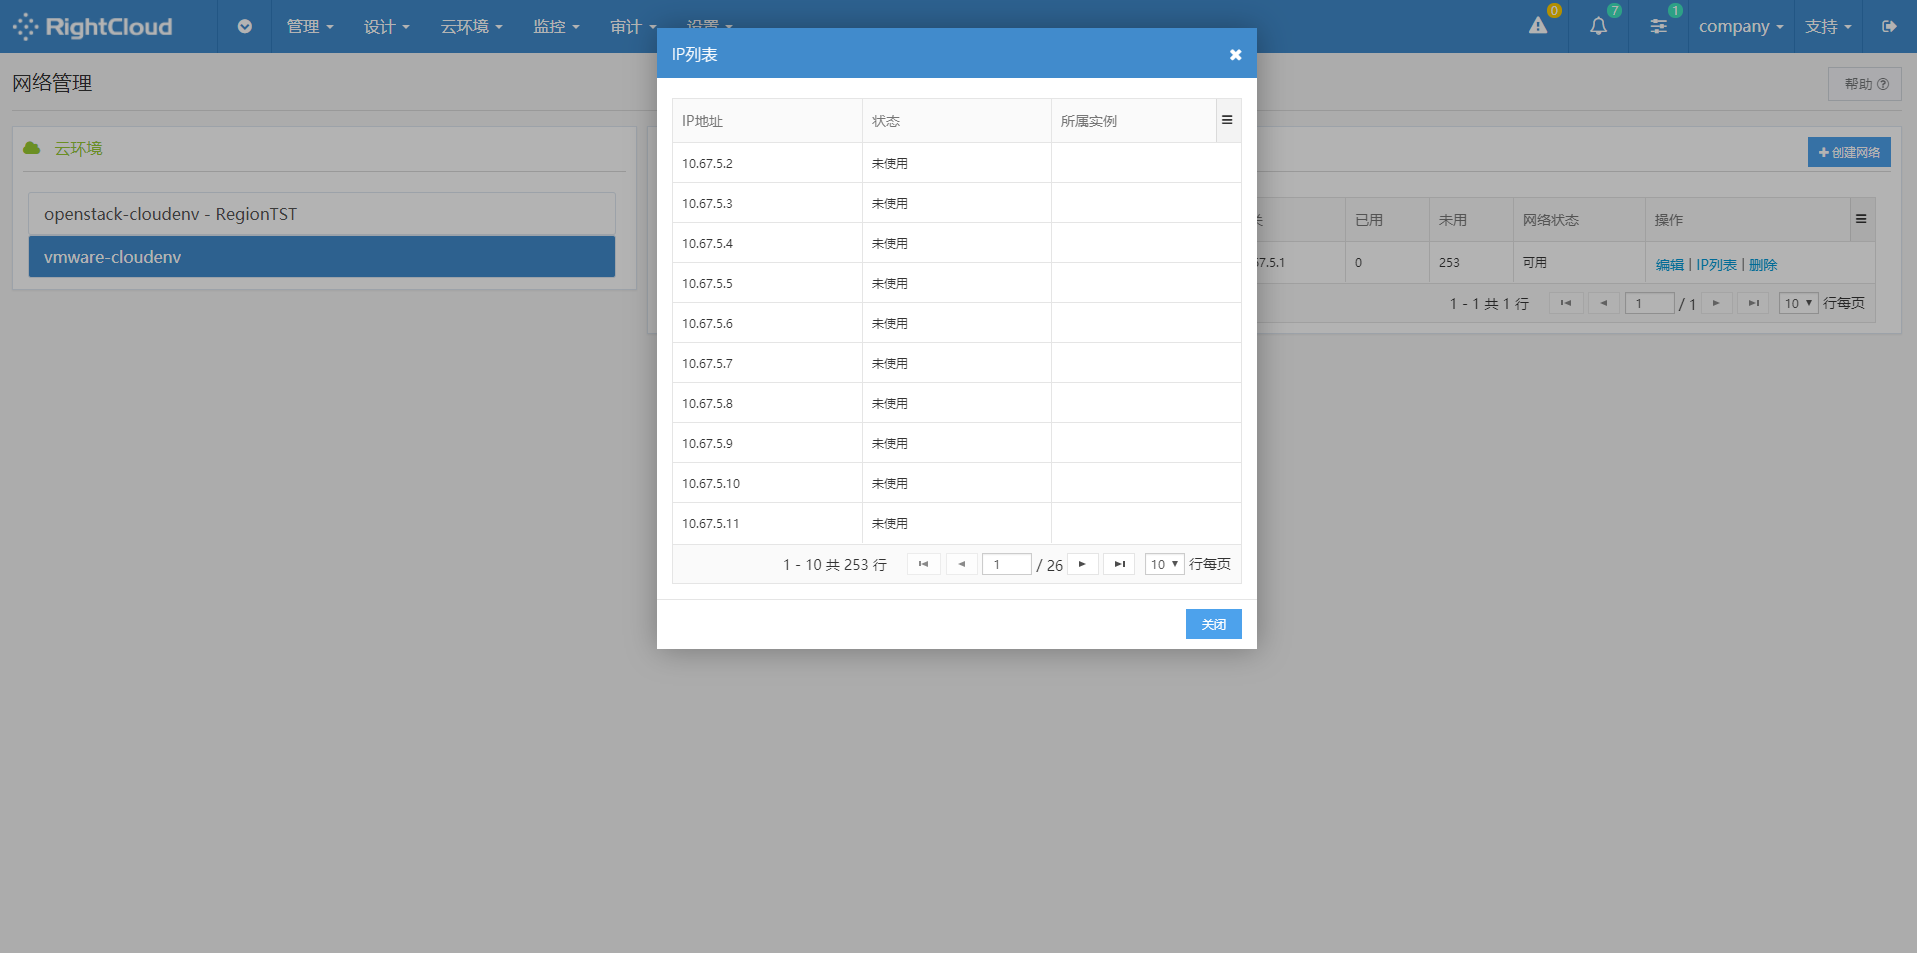 RightCloud 管理 设计 云环境 监控 审计 设置 0 7 1 company 支持
IP列表
网络管理
帮助
云环境
openstack-cloudenv - RegionTST
vmware-cloudenv
IP地址 状态 所属实例
10.67.5.2 未使用
10.67.5.3 未使用
10.67.5.4 未使用
10.67.5.5 未使用
10.67.5.6 未使用
10.67.5.7 未使用
10.67.5.8 未使用
10.67.5.9 未使用
10.67.5.10 未使用
10.67.5.11 未使用
1 - 10 共 253 行 1 / 26 10 行每页
关闭
创建网络
已用 未用 网络状态 操作
7.5.1 0 253 可用 编辑 | IP列表 | 删除
1 - 1 共 1 行 1 / 1 10 行每页